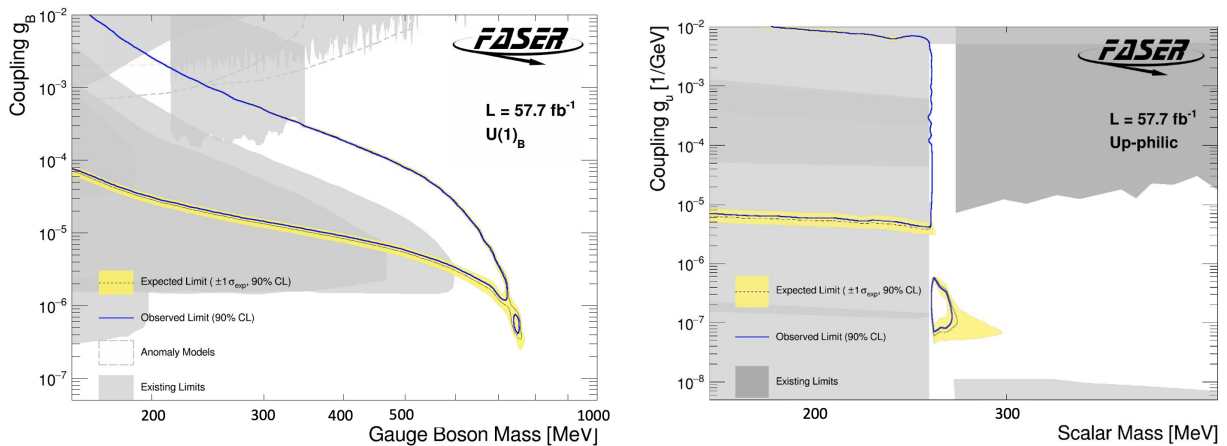 10⁻²
10⁻³
10⁻⁴
10⁻⁵
10⁻⁶
10⁻⁷
Coupling g_B
FASER
L = 57.7 fb⁻¹
U(1)_B
Expected Limit ( ±1σ_exp, 90% CL)
Observed Limit (90% CL)
Anomaly Models
Existing Limits
200 300 400 500 1000
Gauge Boson Mass [MeV]
10⁻²
10⁻³
10⁻⁴
10⁻⁵
10⁻⁶
10⁻⁷
10⁻⁸
Coupling g_u [1/GeV]
FASER
L = 57.7 fb⁻¹
Up-philic
Expected Limit ( ±1σ_exp, 90% CL)
Observed Limit (90% CL)
Existing Limits
200 300
Scalar Mass [MeV]